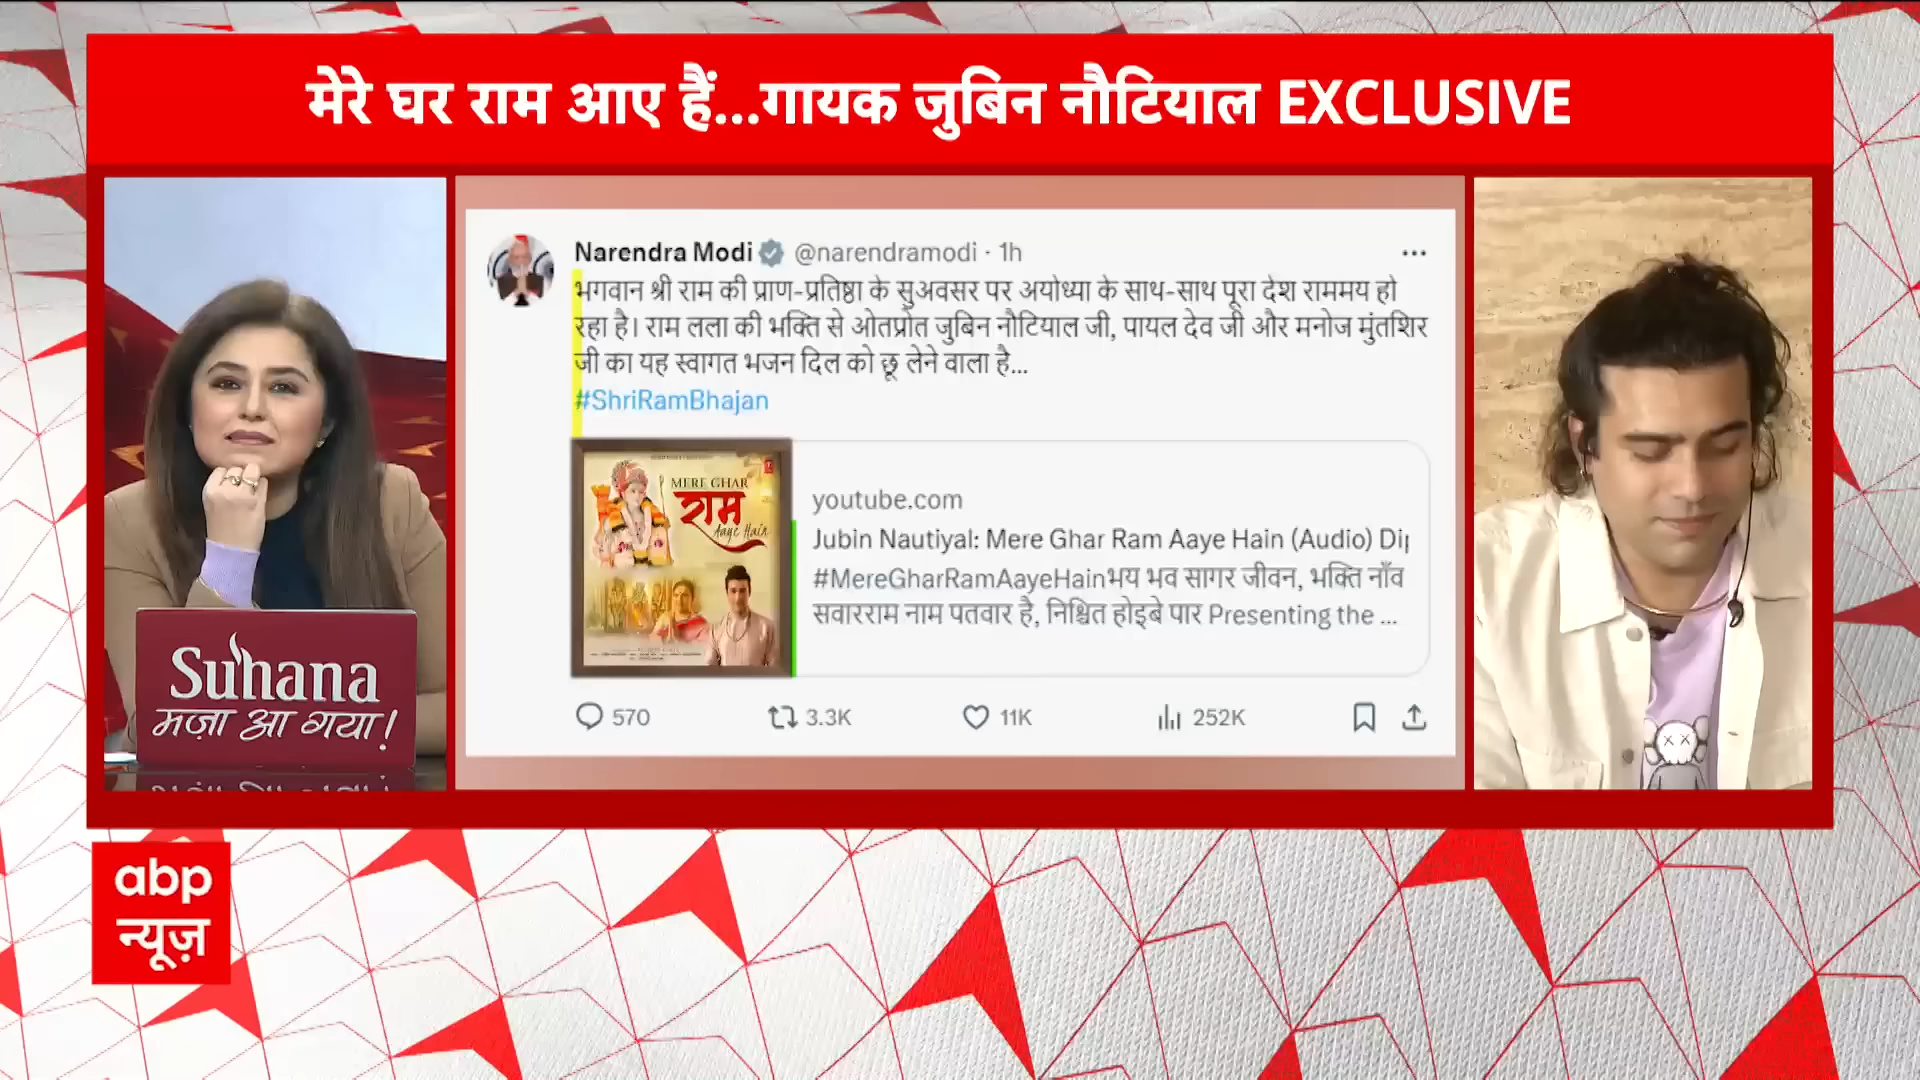 मेरे घर राम आए हैं...गायक जुबिन नौटियाल EXCLUSIVE
Narendra Modi @narendramodi · 1h
भगवान श्री राम की प्राण-प्रतिष्ठा के सुअवसर पर अयोध्या के साथ-साथ पूरा देश राममय हो
रहा है। राम लला की भक्ति से ओतप्रोत जुबिन नौटियाल जी, पायल देव जी और मनोज मुंतशिर
जी का यह स्वागत भजन दिल को छू लेने वाला है...
#ShriRamBhajan
MERE GHAR
राम
Aaye Hain
youtube.com
Jubin Nautiyal: Mere Ghar Ram Aaye Hain (Audio)
#MereGharRamAayeHainभय भव सागर जीवन, भक्ति नाँव
सवारराम नाम पतवार है, निश्चित होइबे पार Presenting the ...
570 3.3K 11K 252K
Suhana
मज़ा आ गया!
abp
न्यूज़